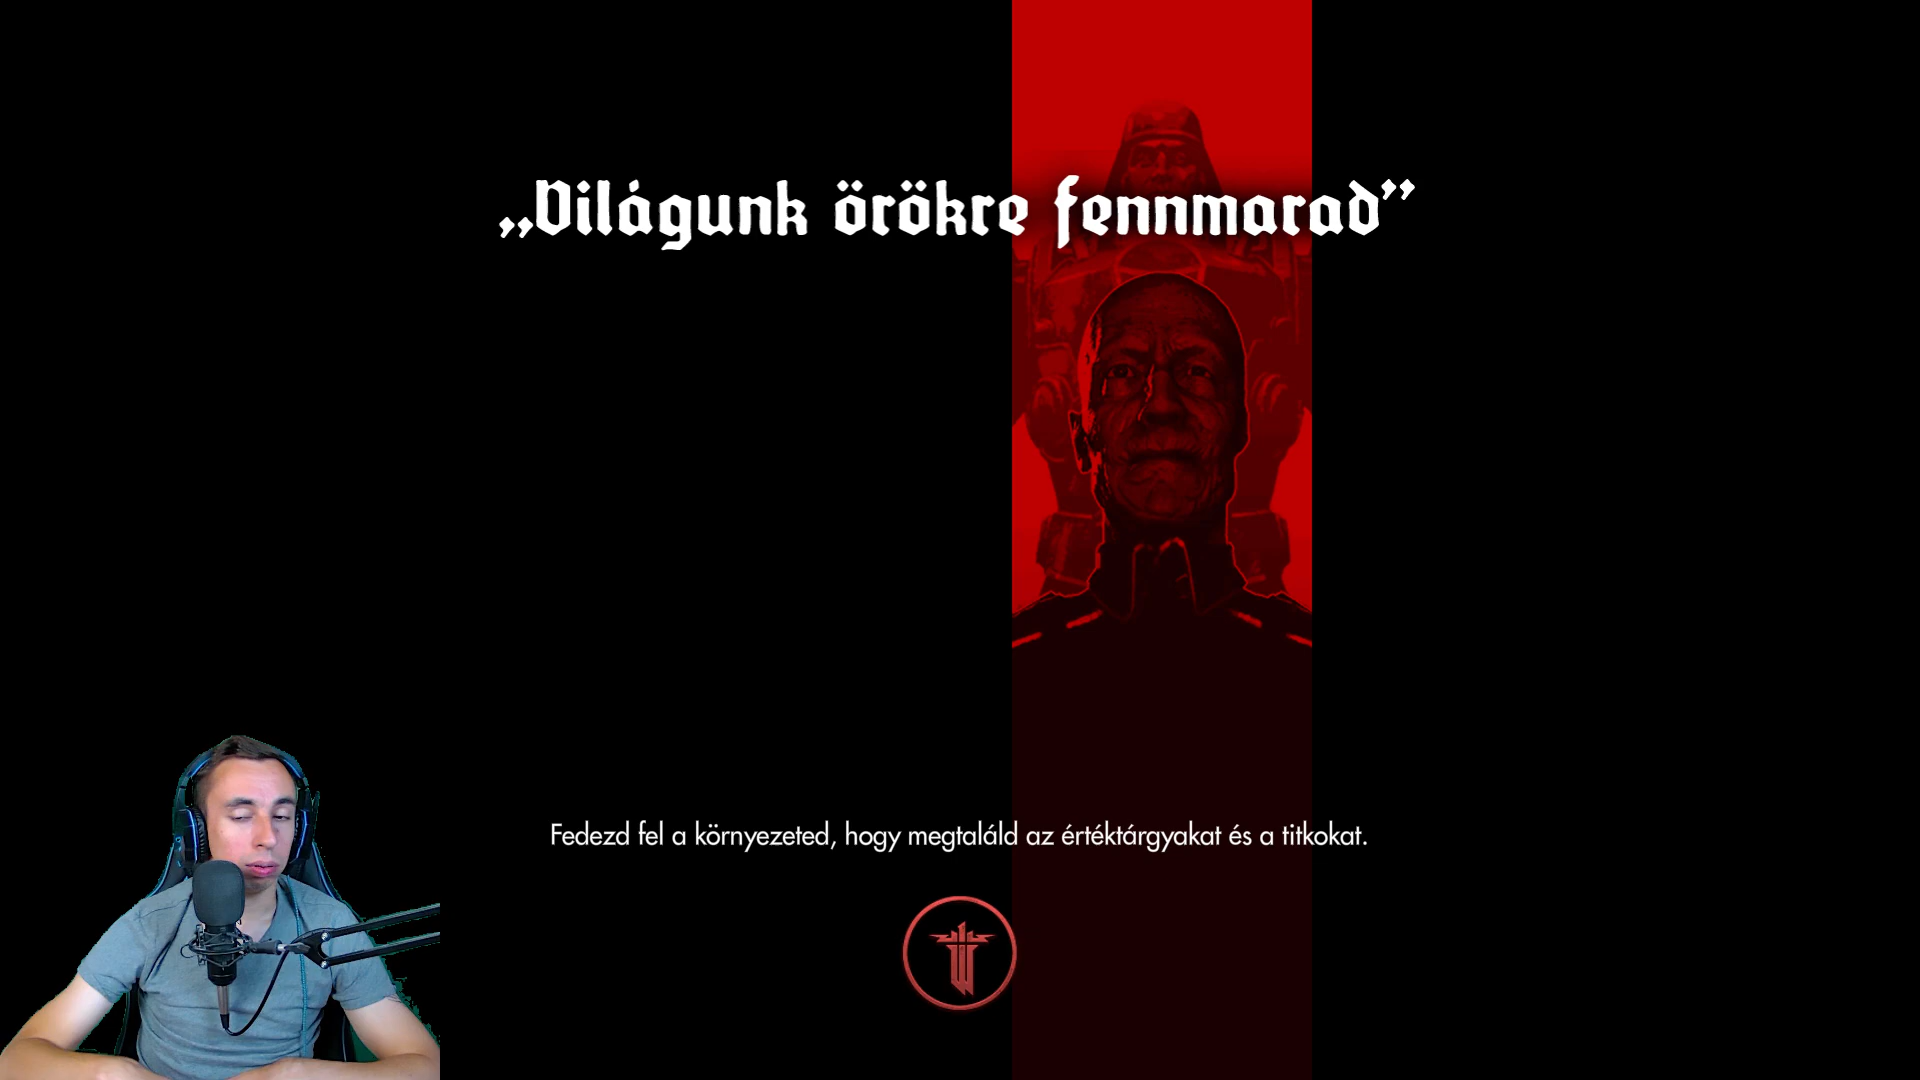 „Világunk örökre fennmarad”
Fedezd fel a környezeted, hogy megtaláld az értéktárgyakat és a titkokat.